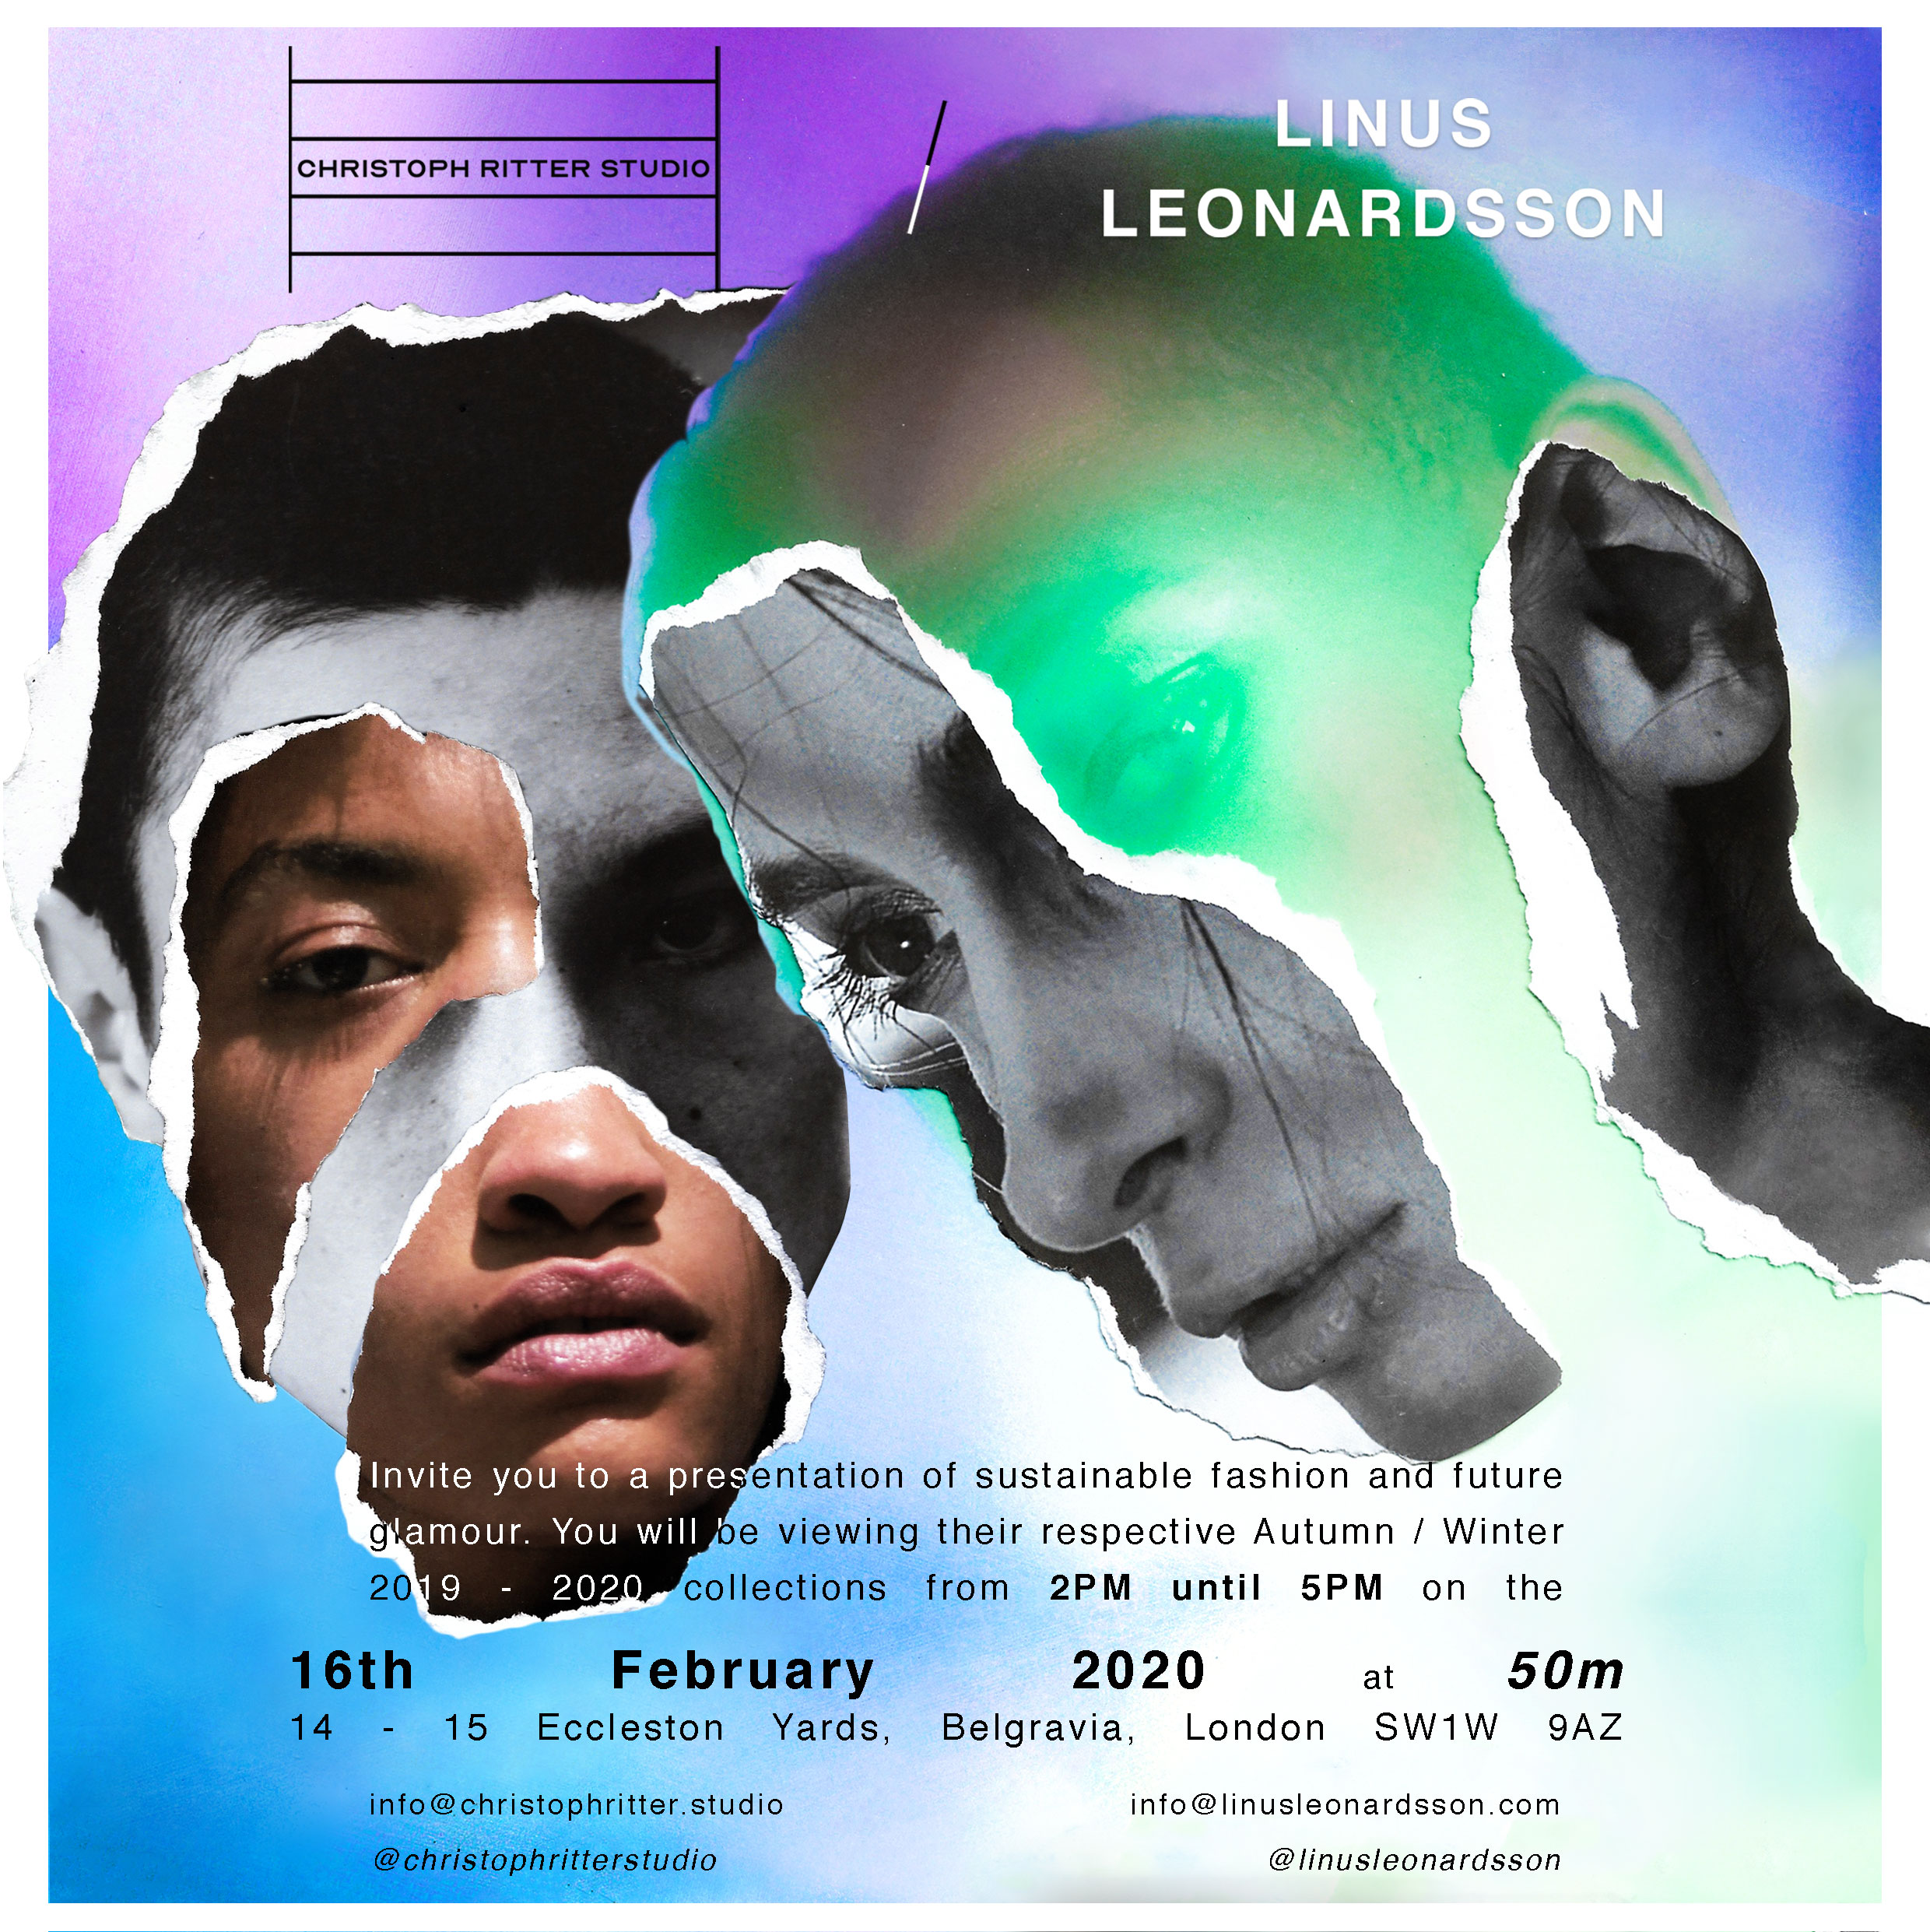 CHRISTOPH RITTER STUDIO
/
LINUS
LEONARDSSON
Invite you to a presentation of sustainable fashion and future
glamour. You will be viewing their respective Autumn / Winter
2019 - 2020 collections from 2PM until 5PM on the
16th February 2020 at 50m
14 - 15 Eccleston Yards, Belgravia, London SW1W 9AZ
info@christophritter.studio
info@linusleonardsson.com
@christophritterstudio
@linusleonardsson